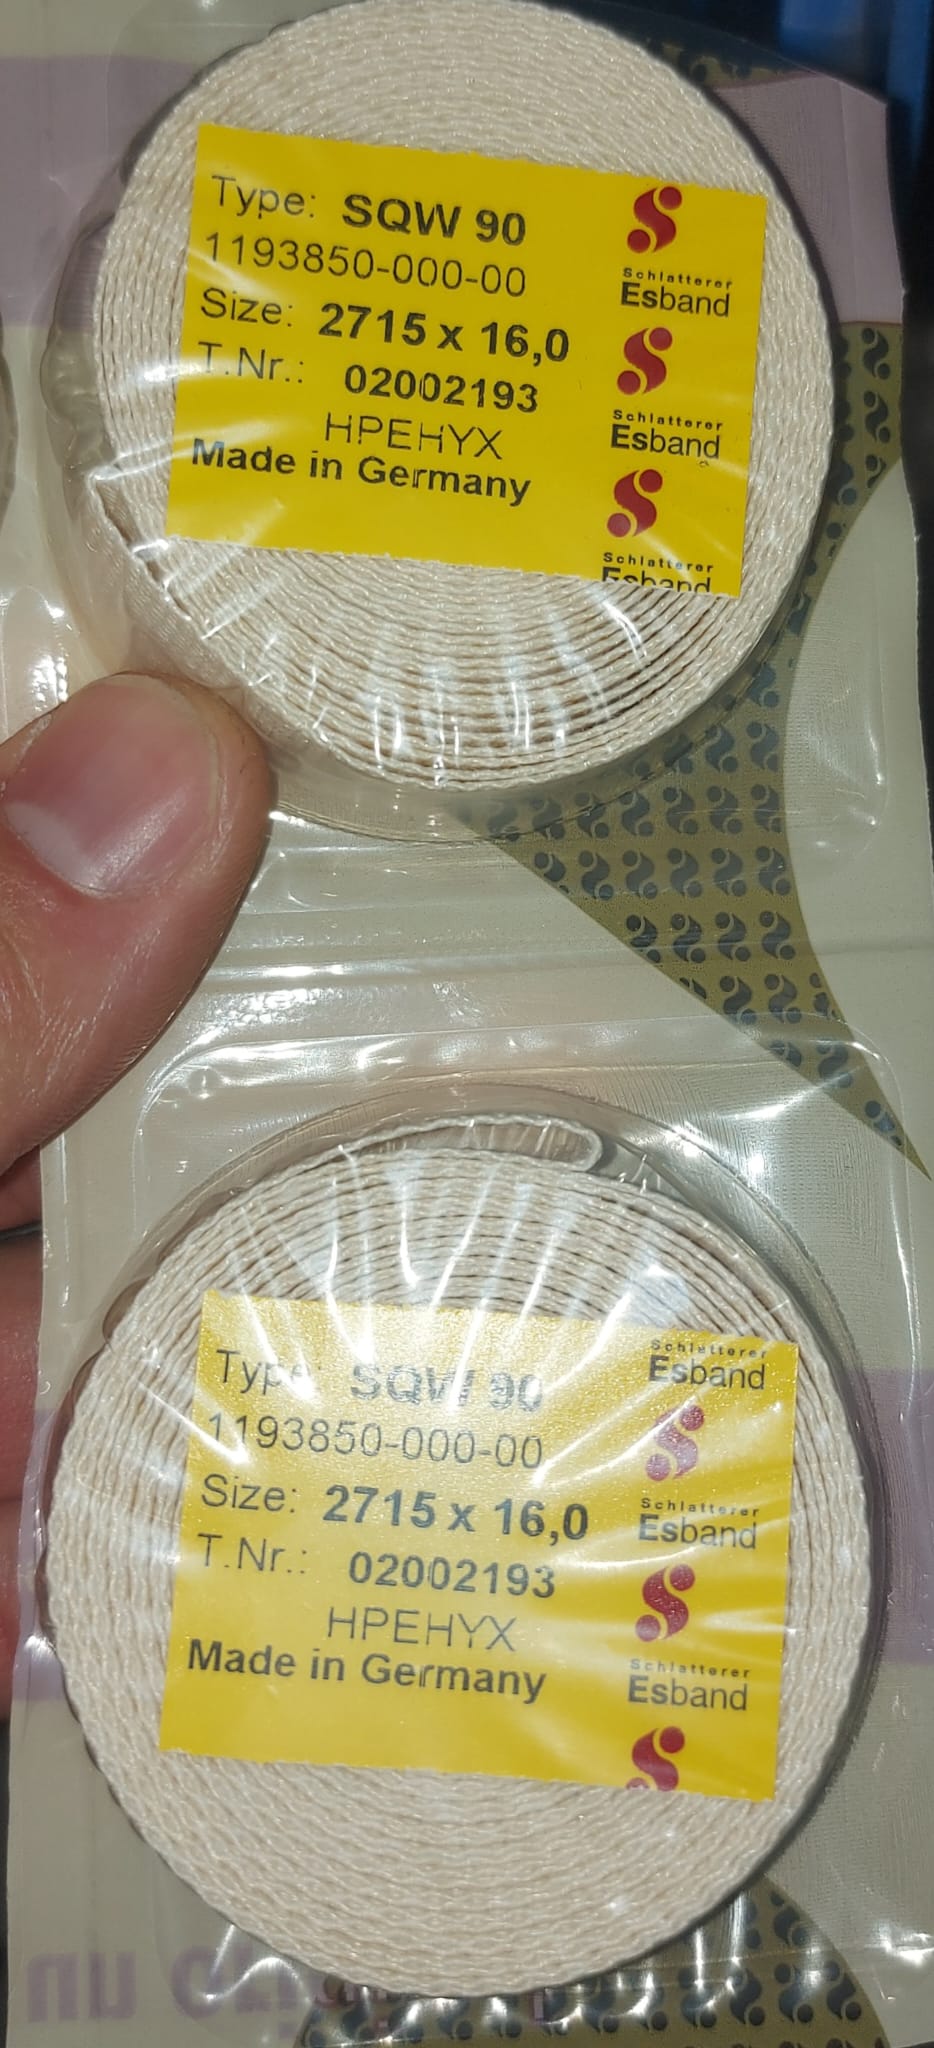 Type: SQW 90
1193850-000-00
Size: 2715 x 16,0
T.Nr.: 02002193
HPEHYX
Made in Germany
Schlatterer
Esband
Schlatterer
Esband
Schlatterer
Esband
Type: SQW 90
1193850-000-00
Size: 2715 x 16,0
T.Nr.: 02002193
HPEHYX
Made in Germany
Schlatterer
Esband
Schlatterer
Esband
Schlatterer
Esband